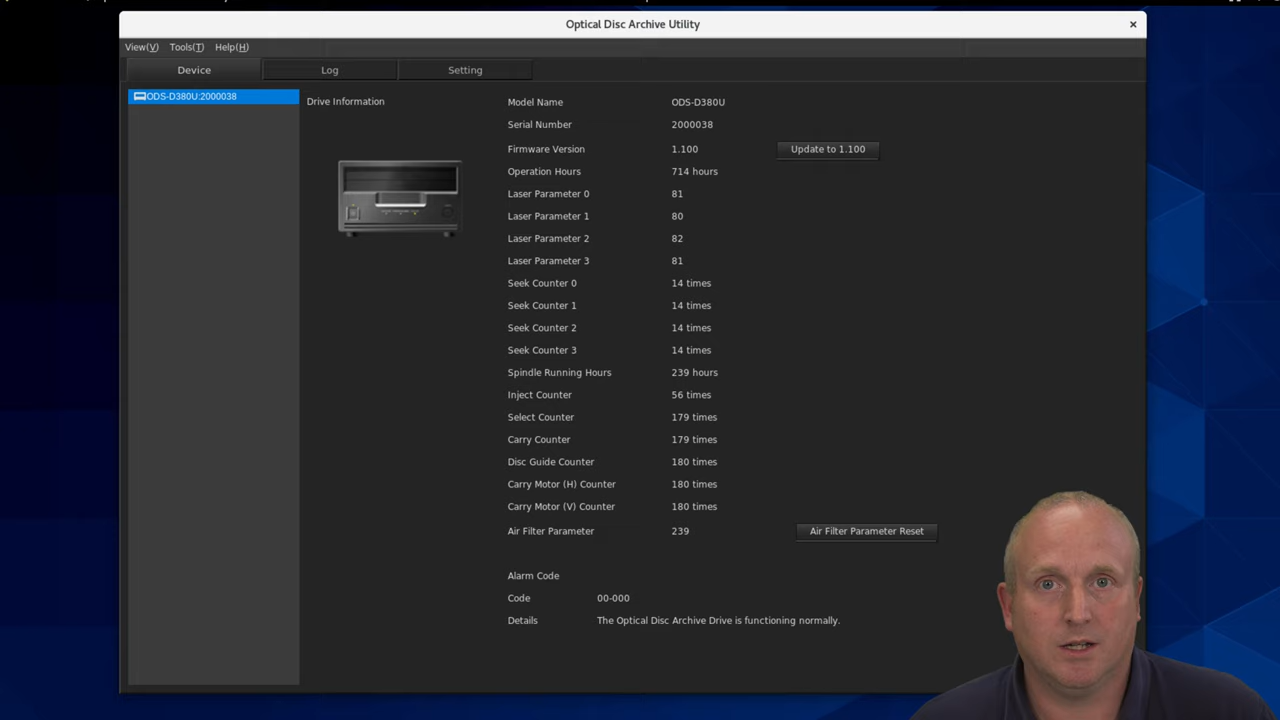 Optical Disc Archive Utility ×
View(V) Tools(T) Help(H)
Device Log Setting
ODS-D380U:2000038
Drive Information
Model Name ODS-D380U
Serial Number 2000038
Firmware Version 1.100 Update to 1.100
Operation Hours 714 hours
Laser Parameter 0 81
Laser Parameter 1 80
Laser Parameter 2 82
Laser Parameter 3 81
Seek Counter 0 14 times
Seek Counter 1 14 times
Seek Counter 2 14 times
Seek Counter 3 14 times
Spindle Running Hours 239 hours
Inject Counter 56 times
Select Counter 179 times
Carry Counter 179 times
Disc Guide Counter 180 times
Carry Motor (H) Counter 180 times
Carry Motor (V) Counter 180 times
Air Filter Parameter 239 Air Filter Parameter Reset
Alarm Code
Code 00-000
Details The Optical Disc Archive Drive is functioning normally.